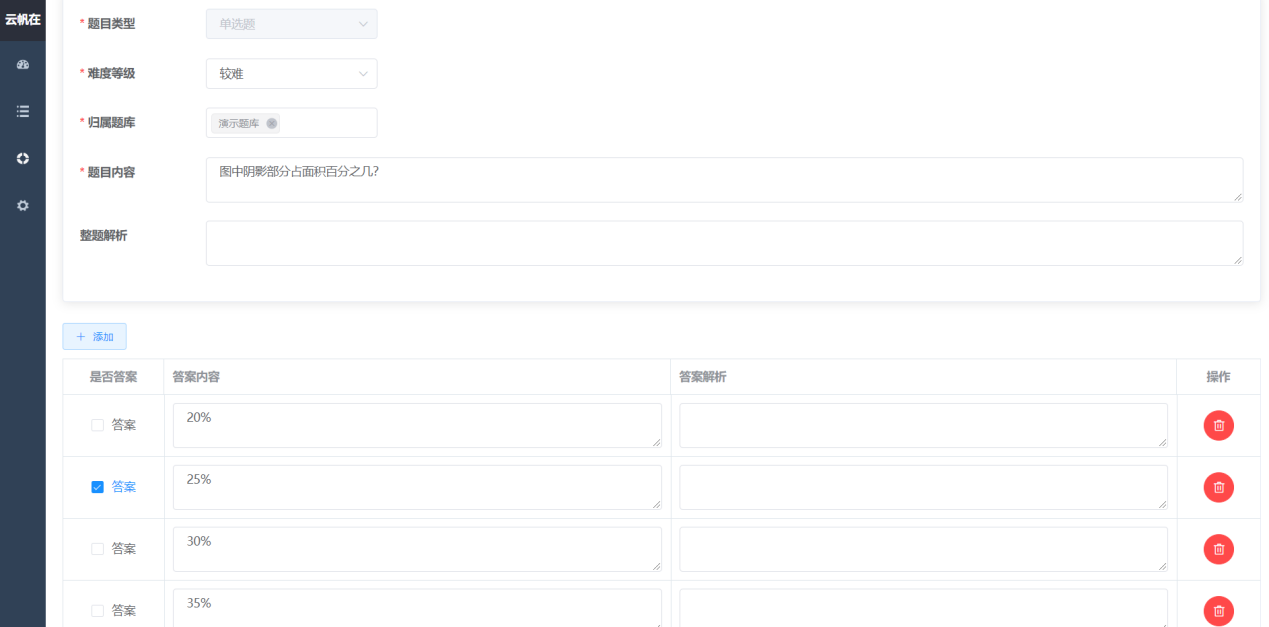 云帆在
* 题目类型
单选题
* 难度等级
较难
* 归属题库
演示题库
* 题目内容
图中阴影部分占面积百分之几?
整题解析
+ 添加
是否答案 答案内容 答案解析 操作
答案 20%
答案 25%
答案 30%
答案 35%